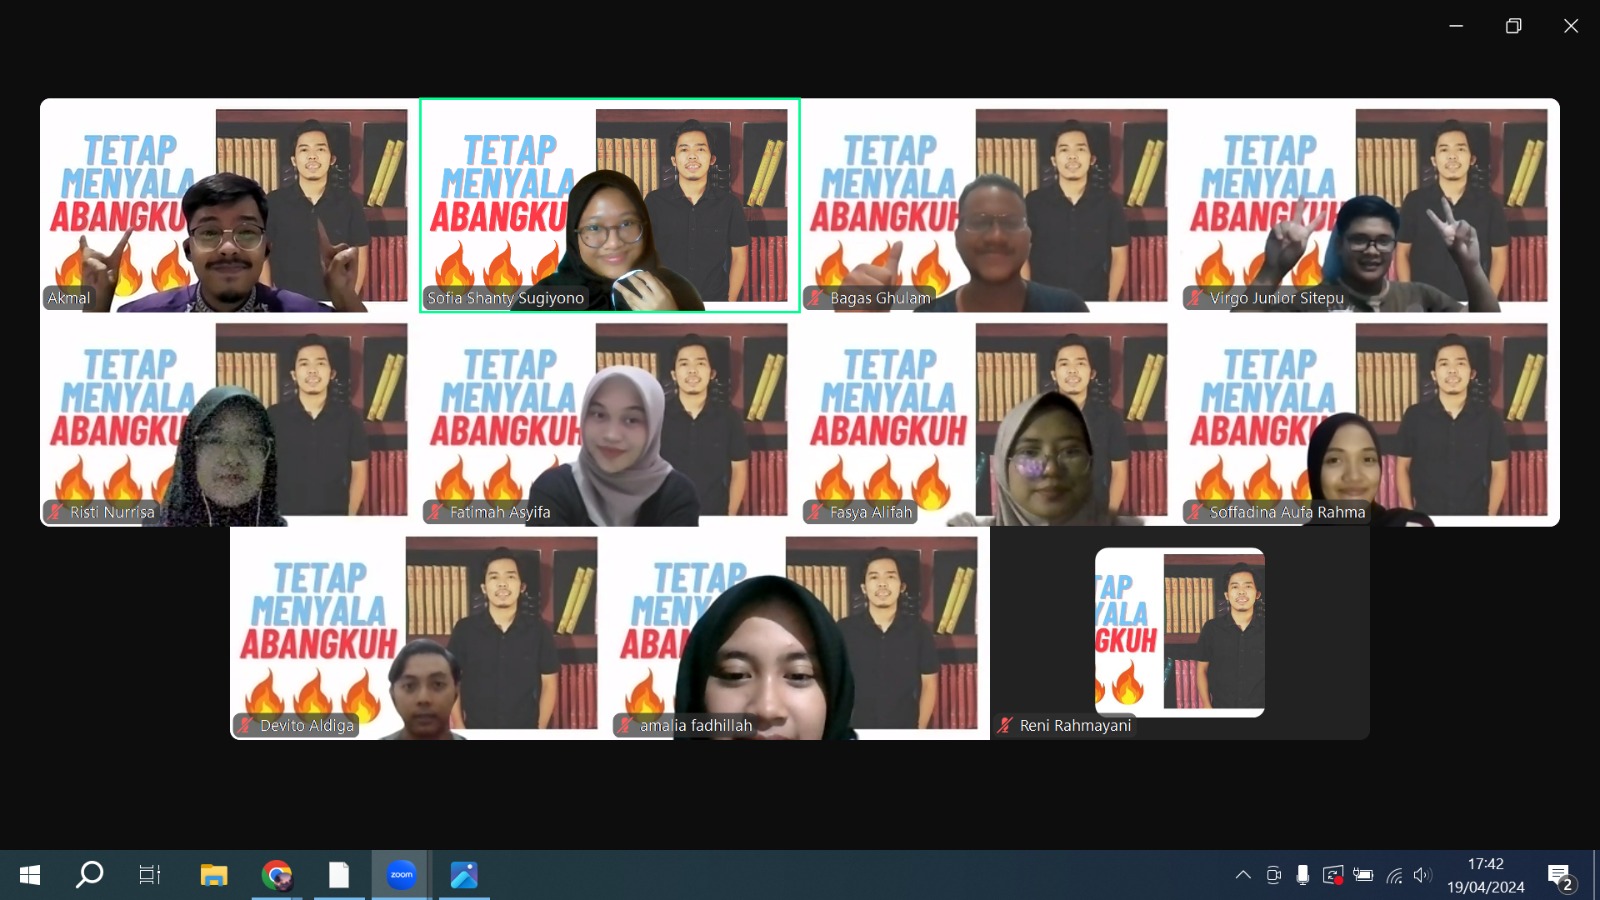 TETAP
MENYALA
ABANGKU
Akmal
TETAP
MENYALA
ABANGKU
Sofia Shanty Sugiyono
TETAP
MENYALA
ABANGKUH
Bagas Ghulam
TETAP
MENYALA
ABANGKUH
Virgo Junior Sitepu
TETAP
MENYALA
ABANGKU
Risti Nurrisa
TETAP
MENYALA
ABANGKUH
Fatimah Asyifa
TETAP
MENYALA
ABANGKUH
Fasya Alifah
TETAP
MENYALA
ABANGKUH
Soffadina Aufa Rahma
TETAP
MENYALA
ABANGKUH
Devito Aldiga
TETAP
MENY
ABAN
amalia fadhillah
TAP
YALA
GKUH
Reni Rahmayani
zoom
17:42
19/04/2024
2